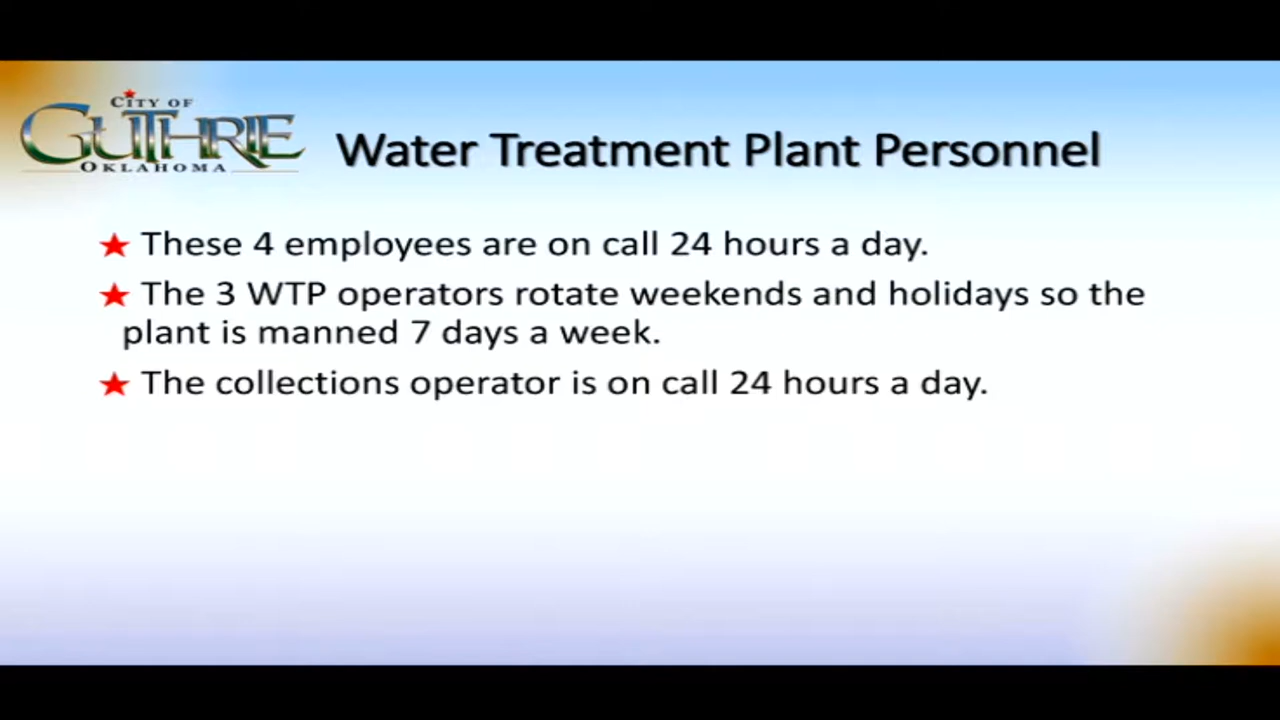 CITY OF
GUTHRIE
OKLAHOMA
Water Treatment Plant Personnel
These 4 employees are on call 24 hours a day.
The 3 WTP operators rotate weekends and holidays so the
plant is manned 7 days a week.
The collections operator is on call 24 hours a day.